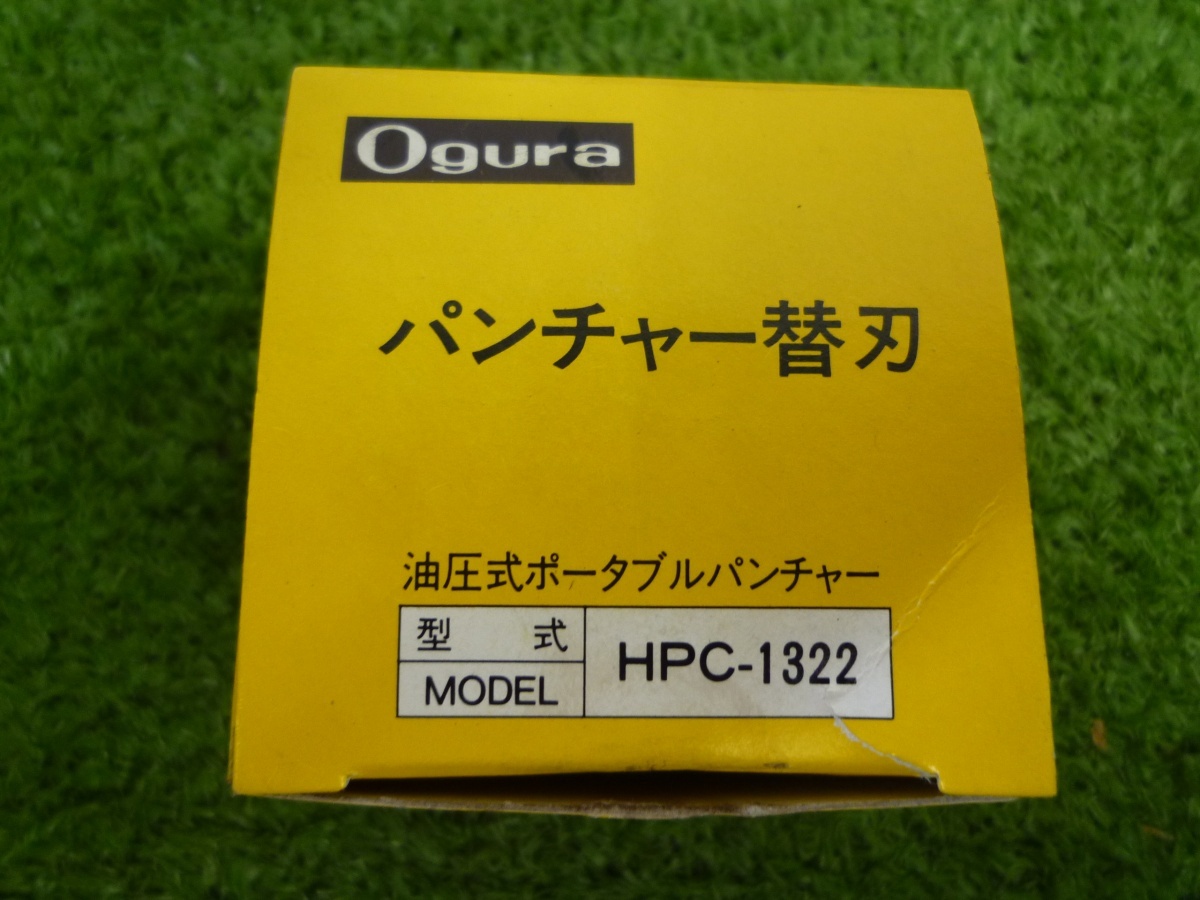 Ogura
パンチャー替刃
油圧式ポータブルパンチャー
型 式
MODEL
HPC-1322